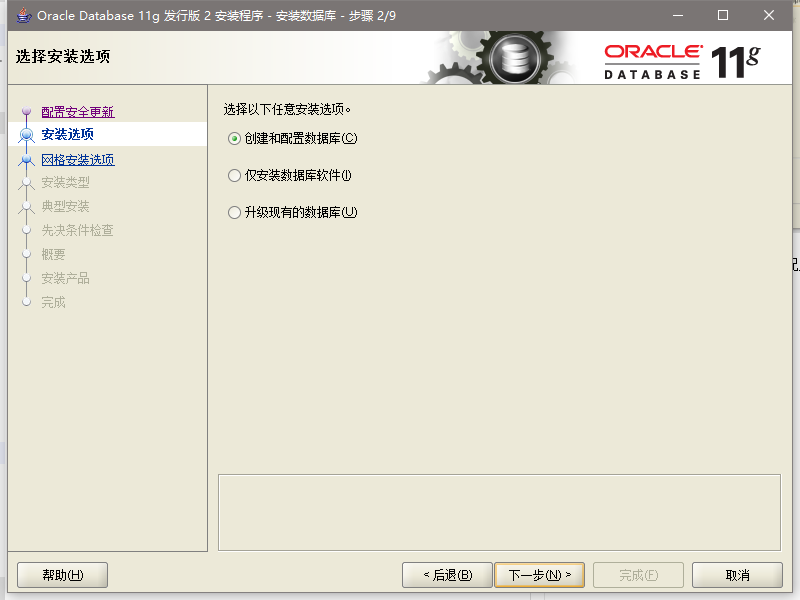 Oracle Database 11g 发行版 2 安装程序 - 安装数据库 - 步骤 2/9
选择安装选项
ORACLE
DATABASE
11g
配置安全更新
安装选项
网格安装选项
安装类型
典型安装
先决条件检查
概要
安装产品
完成
选择以下任意安装选项。
创建和配置数据库(C)
仅安装数据库软件(I)
升级现有的数据库(U)
帮助(H)
< 后退(B)
下一步(N) >
完成(F)
取消